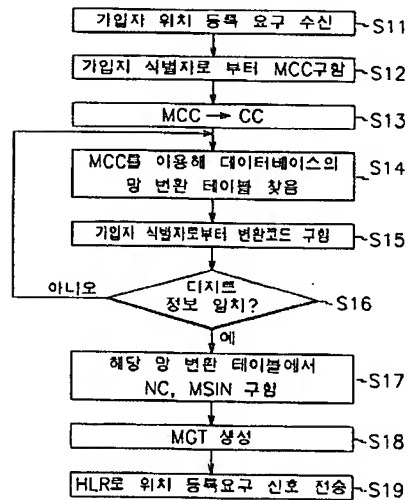 가입자 위치 등록 요구 수신
S11
가입지 식별자로 부터 MCC구함
S12
MCC → CC
S13
MCC를 이용해 데이터베이스의
망 변환 테이블 찾음
S14
가입자 식별자로부터 변환코드 구함
S15
디지트
정보 일치?
S16
아니오
예
해당 망 변환 테이블에서
NC, MSIN 구함
S17
MGT 생성
S18
HLR로 위치 등록요구 신호 전송
S19